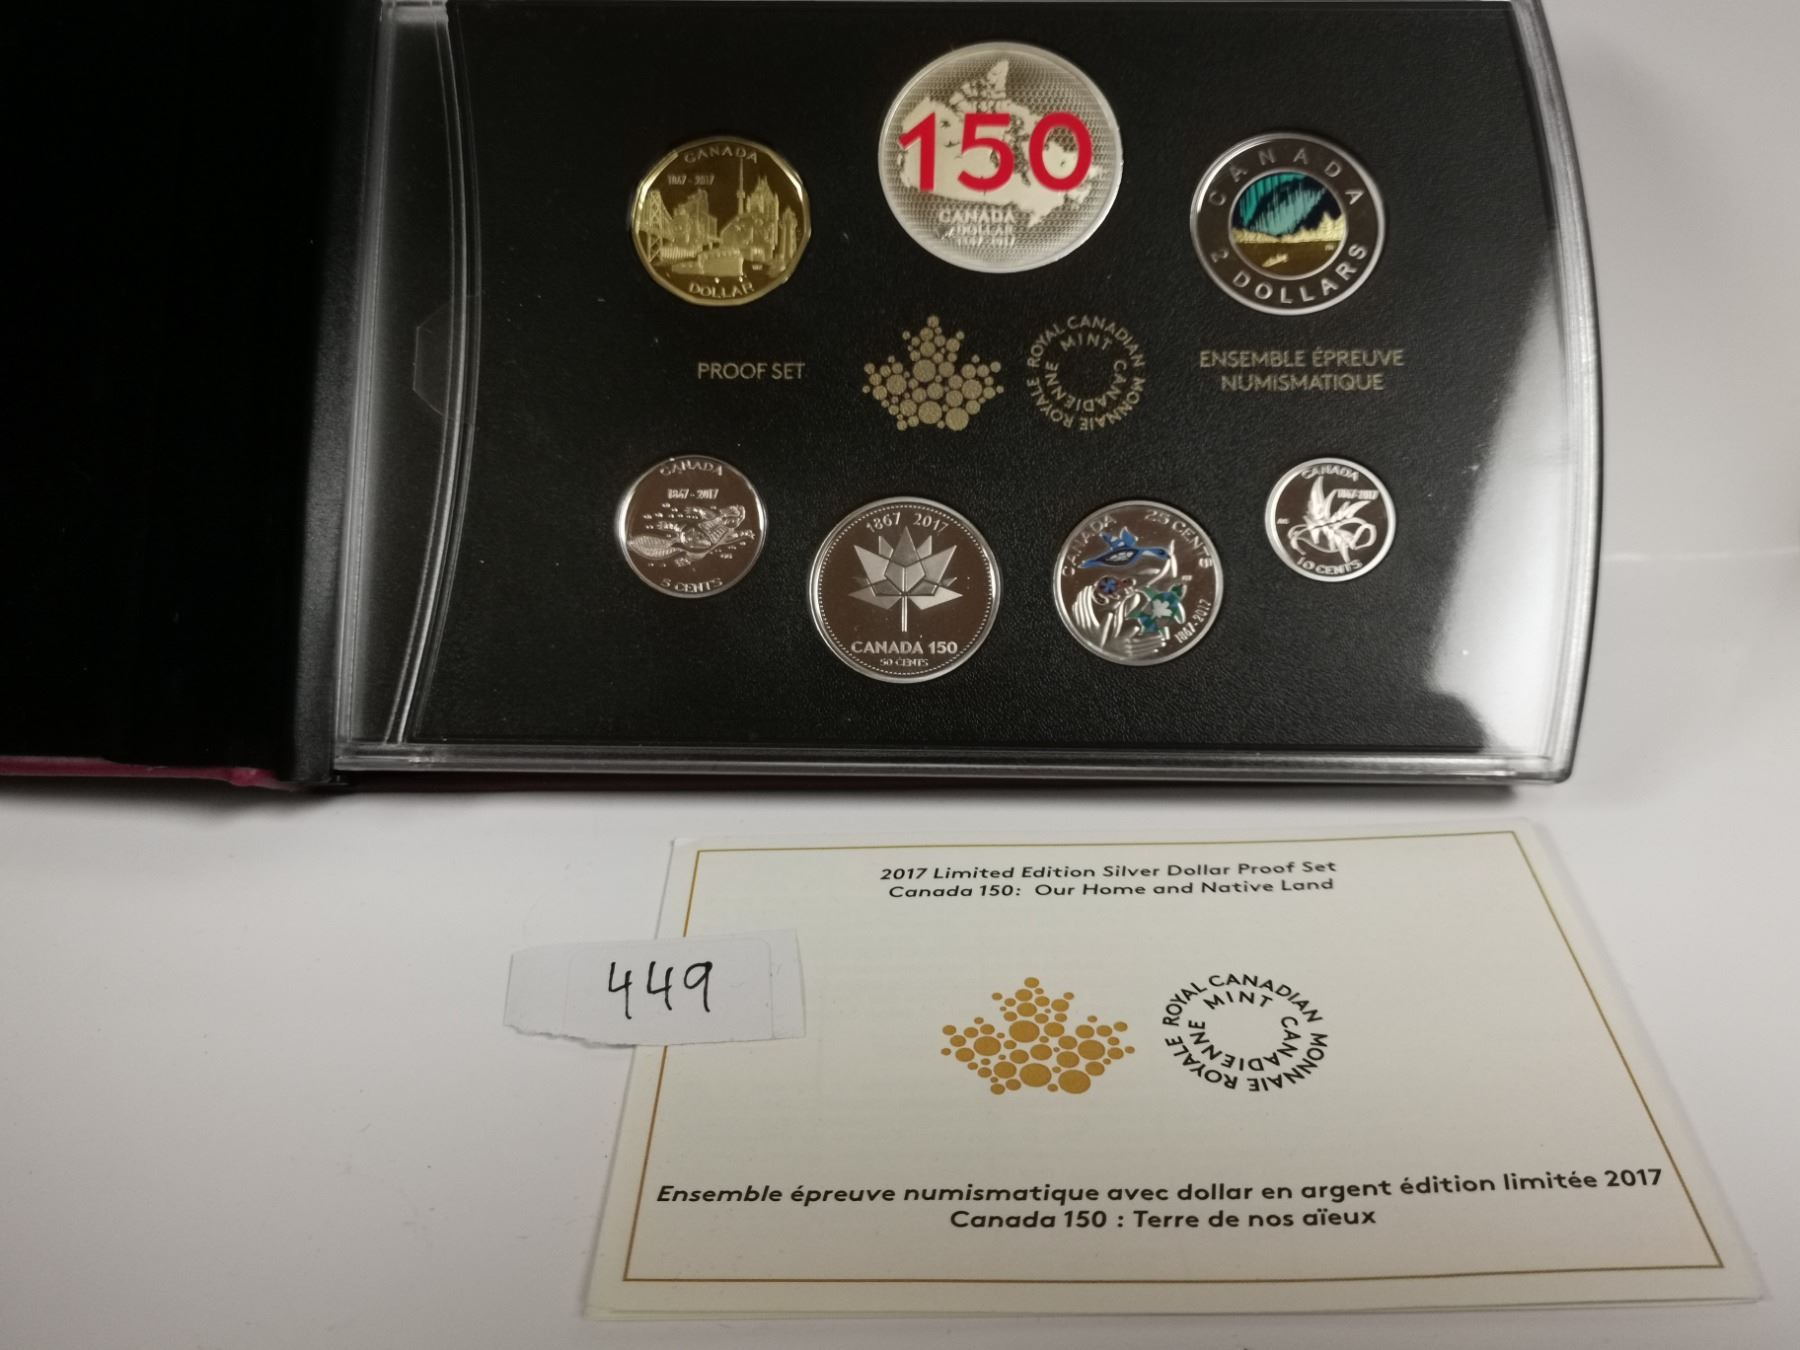 CANADA
1867 - 2017
DOLLAR
150
CANADA
DOLLAR
1867-2017
CANADA
2 DOLLARS
PROOF SET
ROYAL CANADIAN MINT
MONNAIE ROYALE CANADIENNE
ENSEMBLE ÉPREUVE
NUMISMATIQUE
CANADA
1867 - 2017
5 CENTS
1867 2017
CANADA 150
50 CENTS
CANADA 25 CENTS
1867-2017
CANADA
1867-2017
10 CENTS
2017 Limited Edition Silver Dollar Proof Set
Canada 150: Our Home and Native Land
449
ROYAL CANADIAN MINT
MONNAIE ROYALE CANADIENNE
Ensemble épreuve numismatique avec dollar en argent édition limitée 2017
Canada 150 : Terre de nos aïeux